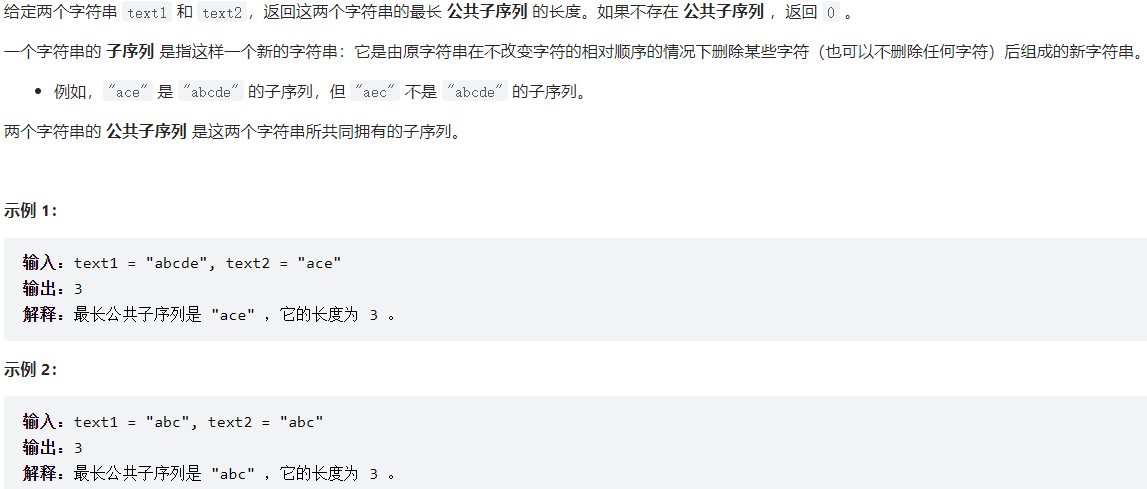 给定两个字符串 text1 和 text2，返回这两个字符串的最长 公共子序列 的长度。如果不存在 公共子序列 ，返回 0 。
一个字符串的 子序列 是指这样一个新的字符串：它是由原字符串在不改变字符的相对顺序的情况下删除某些字符（也可以不删除任何字符）后组成的新字符串。
• 例如，"ace" 是 "abcde" 的子序列，但 "aec" 不是 "abcde" 的子序列。
两个字符串的 公共子序列 是这两个字符串所共同拥有的子序列。
示例 1：
输入：text1 = "abcde", text2 = "ace"
输出：3
解释：最长公共子序列是 "ace" ，它的长度为 3 。
示例 2：
输入：text1 = "abc", text2 = "abc"
输出：3
解释：最长公共子序列是 "abc" ，它的长度为 3 。